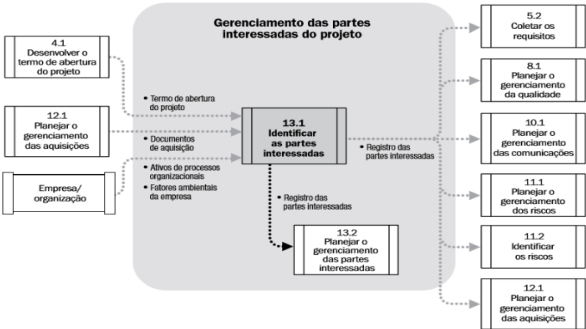 Gerenciamento das partes
interessadas do projeto
4.1
Desenvolver o
termo de abertura
do projeto
12.1
Planejar o
gerenciamento
das aquisições
Empresa/
organização
• Termo de abertura
do projeto
• Documentos
de aquisição
• Ativos de processos
organizacionais
• Fatores ambientais
da empresa
13.1
Identificar
as partes
interessadas
• Registro das
partes interessadas
• Registro das
partes interessadas
13.2
Planejar o
gerenciamento
das partes
interessadas
5.2
Coletar os
requisitos
8.1
Planejar o
gerenciamento
da qualidade
10.1
Planejar o
gerenciamento
das comunicações
11.1
Planejar o
gerenciamento
dos riscos
11.2
Identificar
os riscos
12.1
Planejar o
gerenciamento
das aquisições